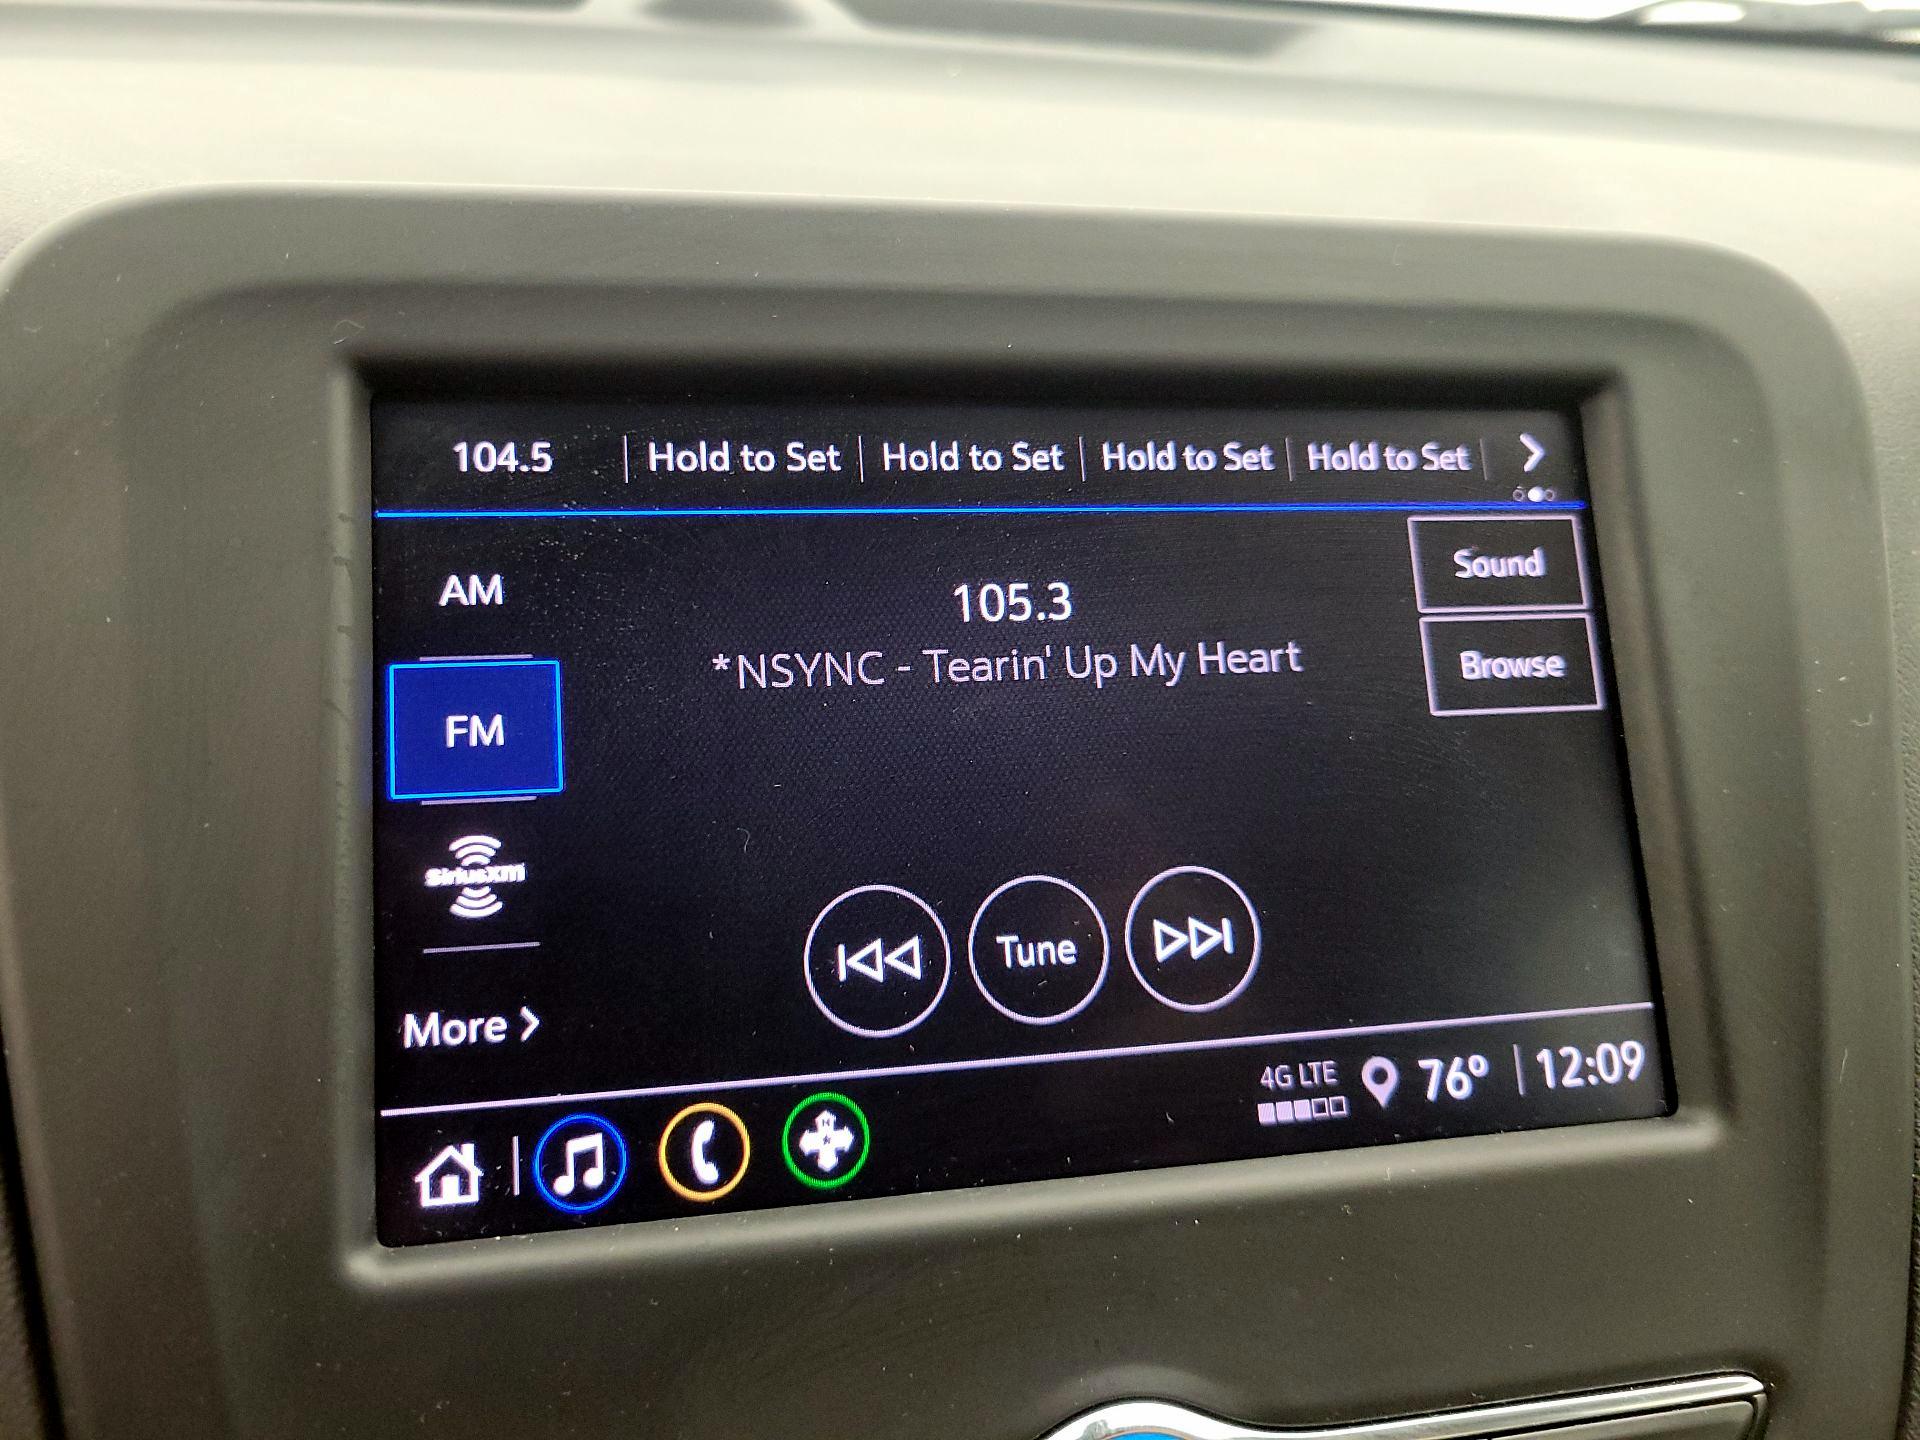 104.5 Hold to Set Hold to Set Hold to Set Hold to Set
AM
105.3
Sound
*NSYNC - Tearin' Up My Heart
Browse
FM
SiriusXM
Tune
More
4G LTE 76° 12:09
N